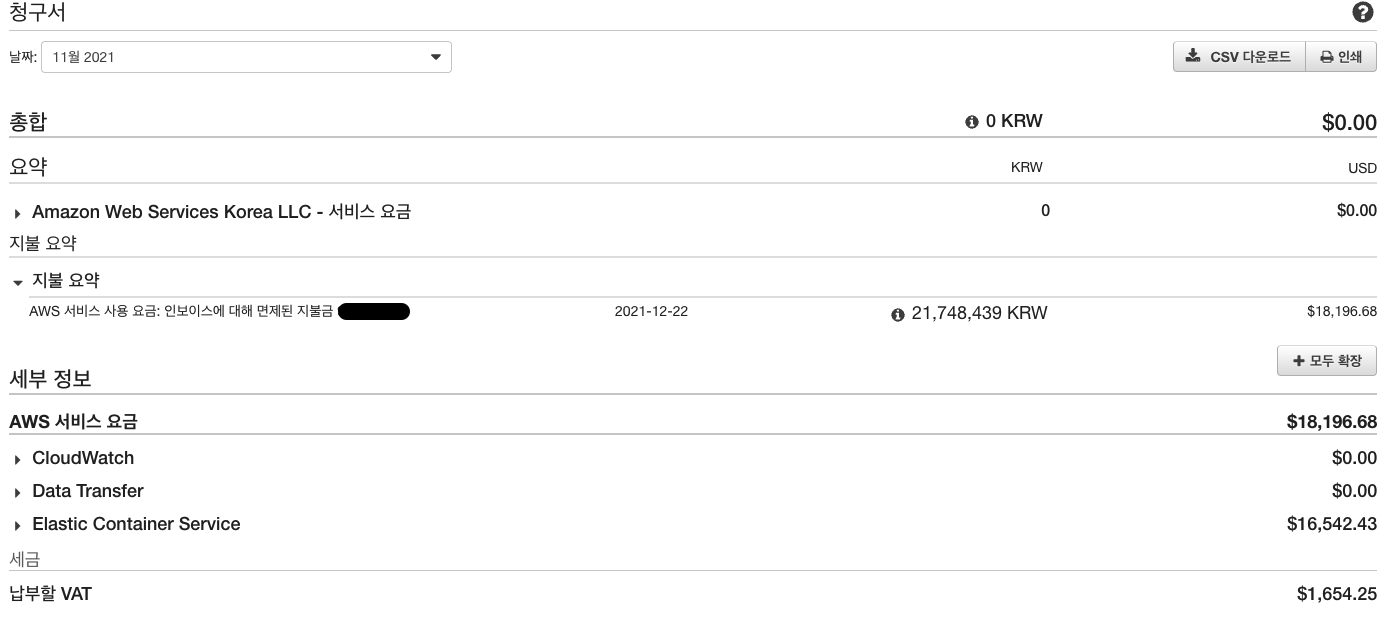 청구서
날짜: 11월 2021 CSV 다운로드 인쇄
총합 0 KRW $0.00
요약 KRW USD
Amazon Web Services Korea LLC - 서비스 요금 0 $0.00
지불 요약
지불 요약
AWS 서비스 사용 요금: 인보이스에 대해 면제된 지불금 2021-12-22 21,748,439 KRW $18,196.68
+ 모두 확장
세부 정보
AWS 서비스 요금 $18,196.68
CloudWatch $0.00
Data Transfer $0.00
Elastic Container Service $16,542.43
세금
납부할 VAT $1,654.25